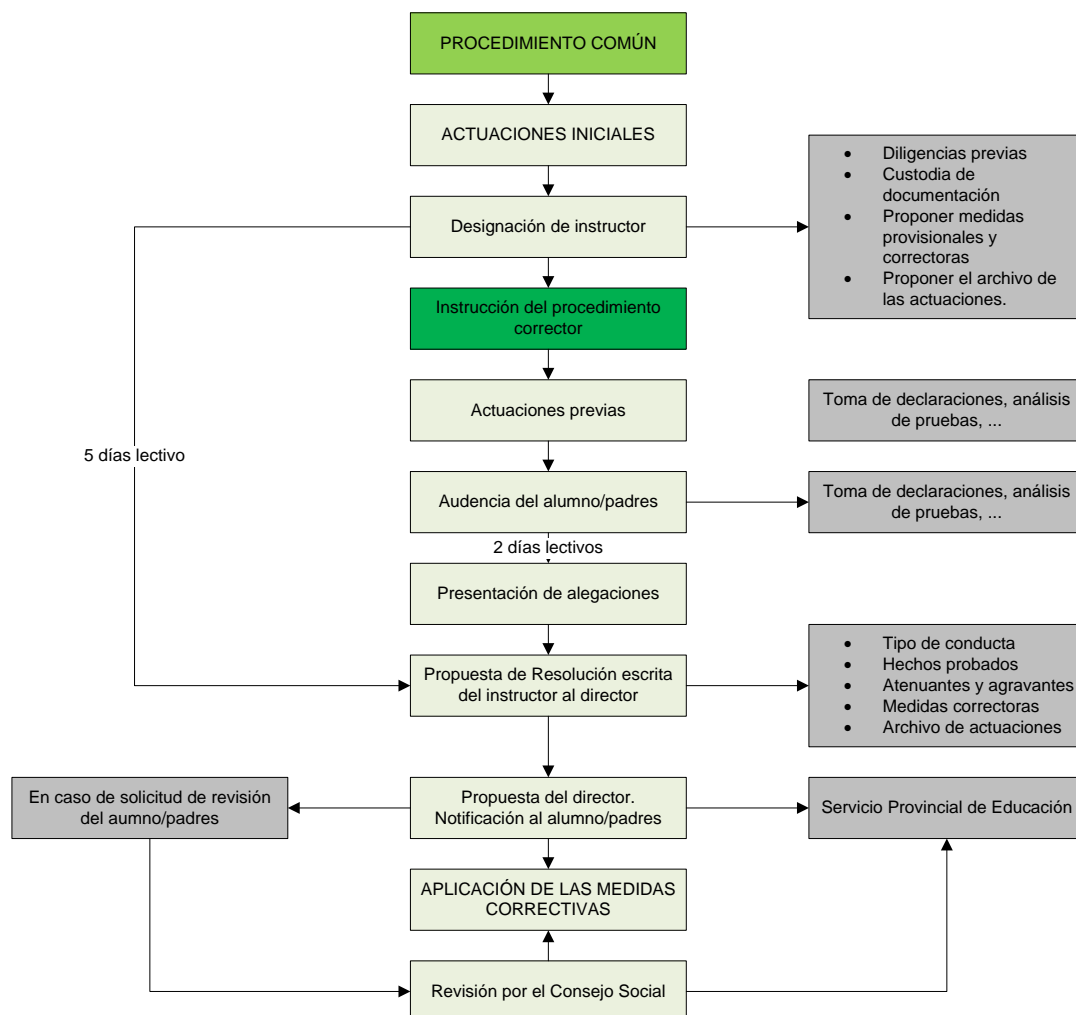 PROCEDIMIENTO COMÚN
ACTUACIONES INICIALES
Designación de instructor
• Diligencias previas
• Custodia de
documentación
• Proponer medidas
provisionales y
correctoras
• Proponer el archivo de
las actuaciones.
Instrucción del procedimiento
corrector
Actuaciones previas
Toma de declaraciones, análisis
de pruebas, ...
5 días lectivo
Audencia del alumno/padres
Toma de declaraciones, análisis
de pruebas, ...
2 días lectivos
Presentación de alegaciones
Propuesta de Resolución escrita
del instructor al director
• Tipo de conducta
• Hechos probados
• Atenuantes y agravantes
• Medidas correctoras
• Archivo de actuaciones
En caso de solicitud de revisión
del aumno/padres
Propuesta del director.
Notificación al alumno/padres
Servicio Provincial de Educación
APLICACIÓN DE LAS MEDIDAS
CORRECTIVAS
Revisión por el Consejo Social